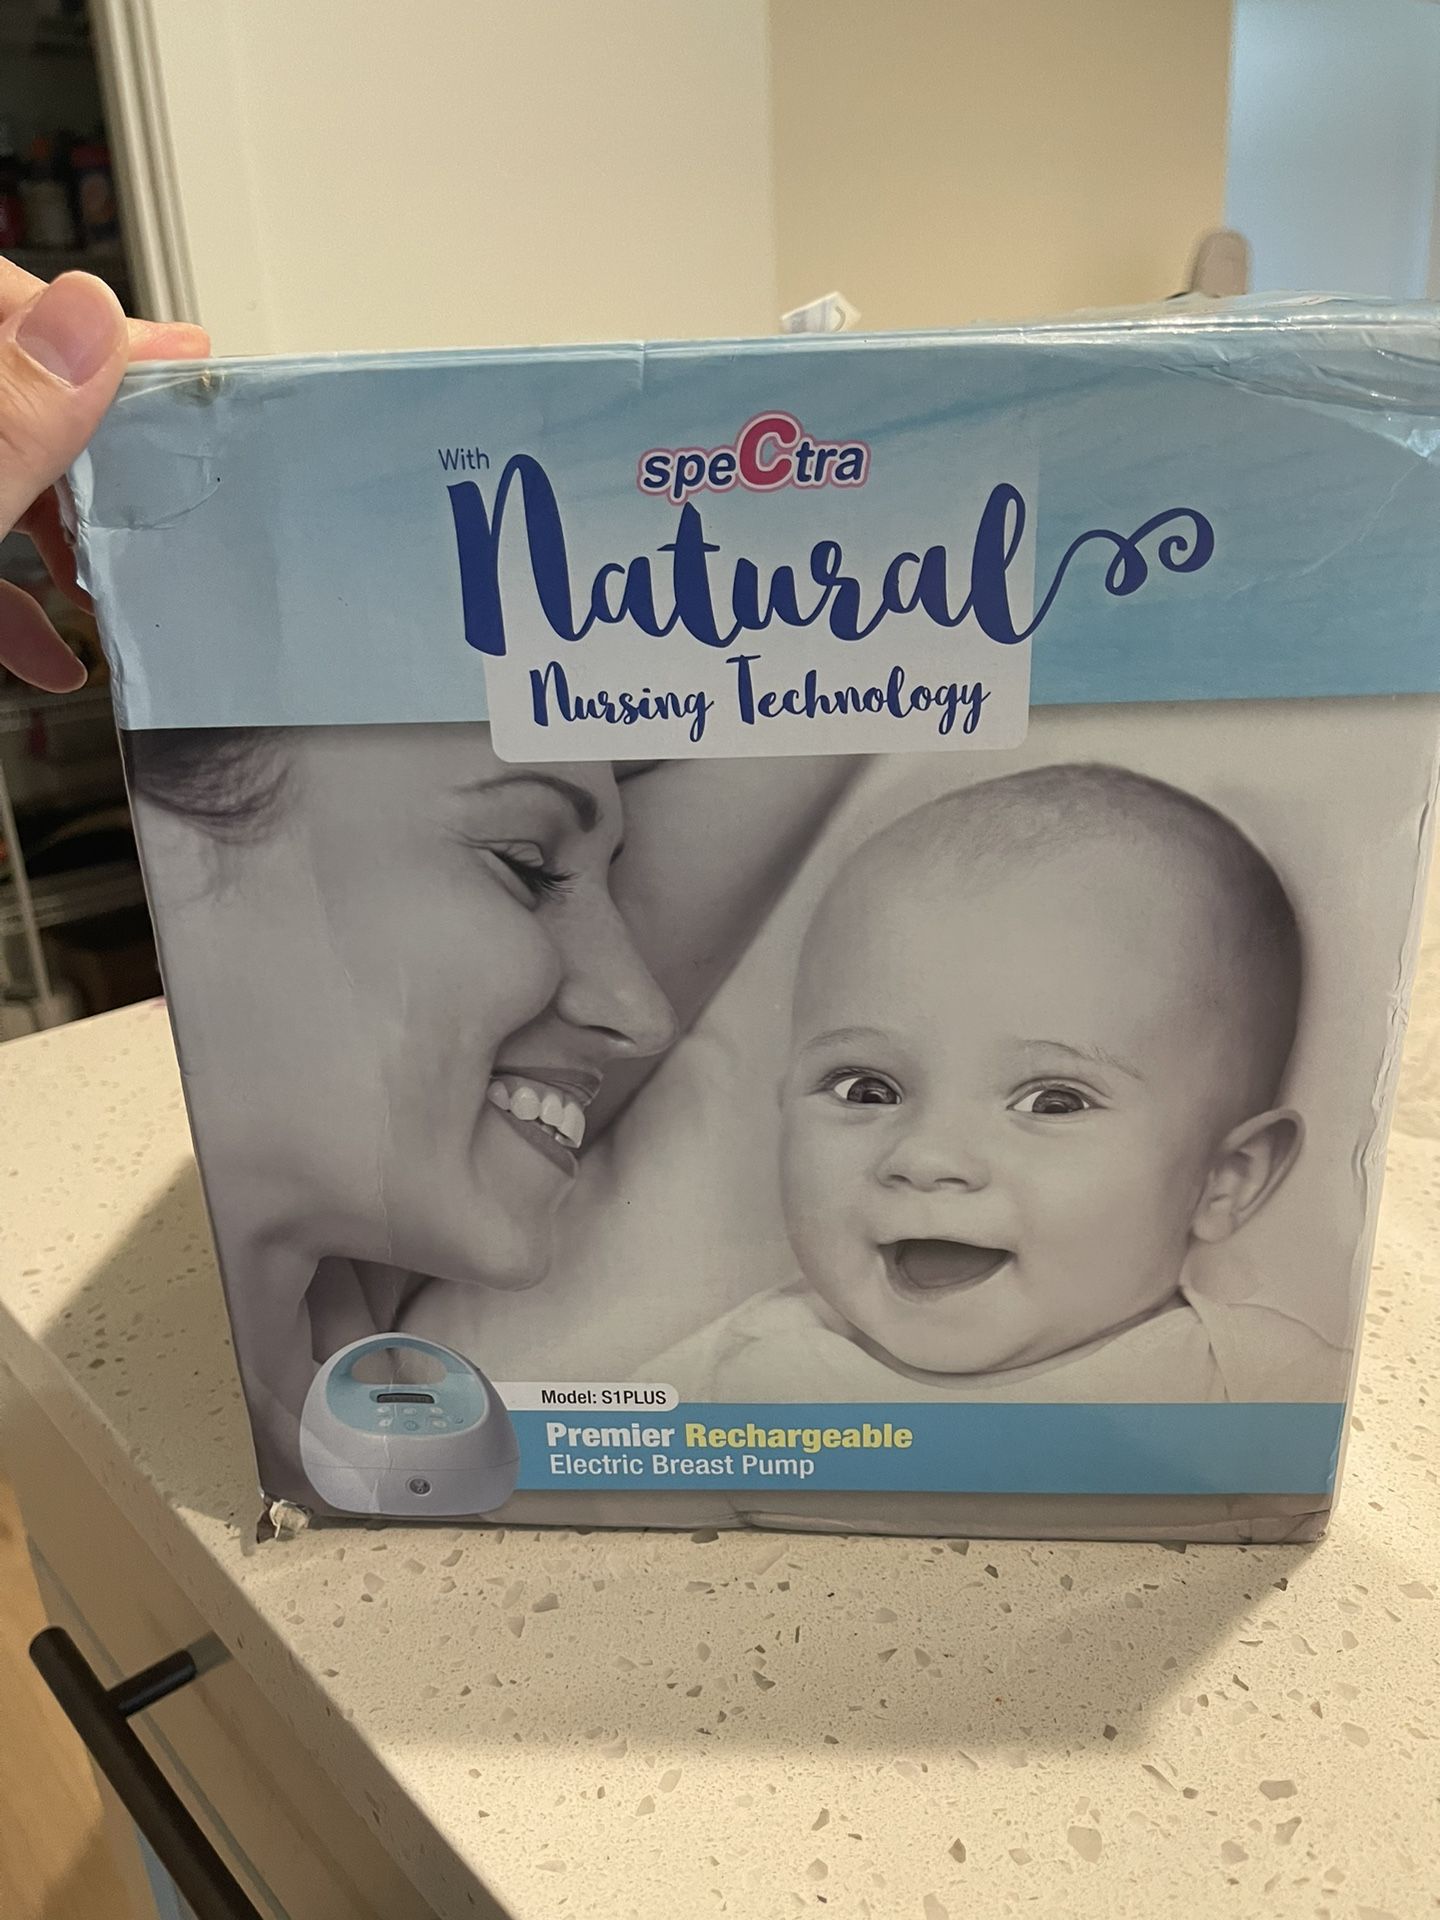 With
speCtra
Natural
Nursing Technology
Model: S1PLUS
Premier Rechargeable
Electric Breast Pump